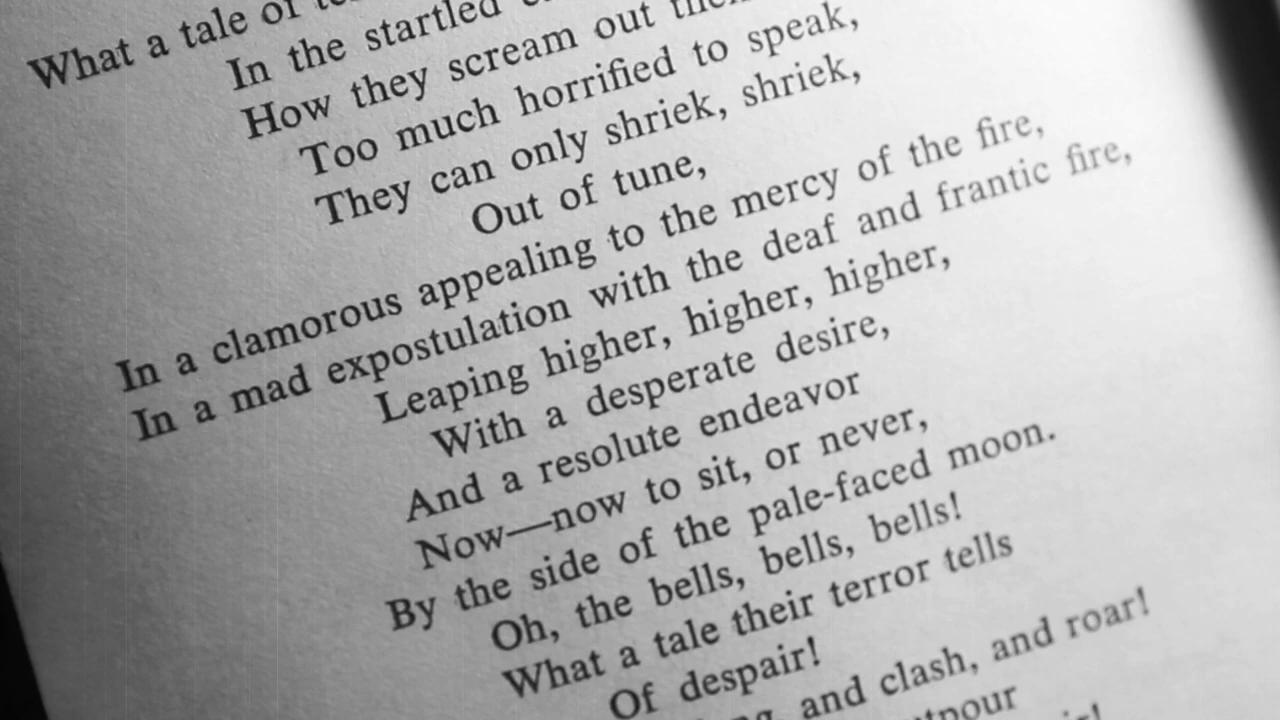 What a tale of
In the startled
How they scream out
Too much horrified to speak,
They can only shriek, shriek,
Out of tune,
In a clamorous appealing to the mercy of the fire,
In a mad expostulation with the deaf and frantic fire,
Leaping higher, higher, higher,
With a desperate desire,
And a resolute endeavor
Now—now to sit, or never,
By the side of the pale-faced moon.
Oh, the bells, bells, bells!
What a tale their terror tells
Of despair!
and clash, and roar!